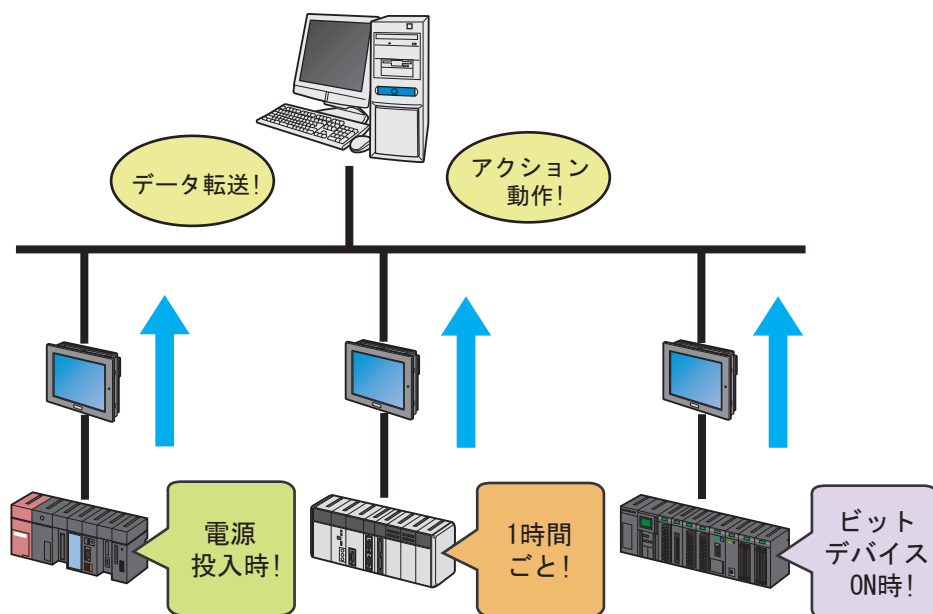 データ転送!
アクション
動作!
電源
投入時!
1時間
ごと!
ビット
デバイス
ON時!